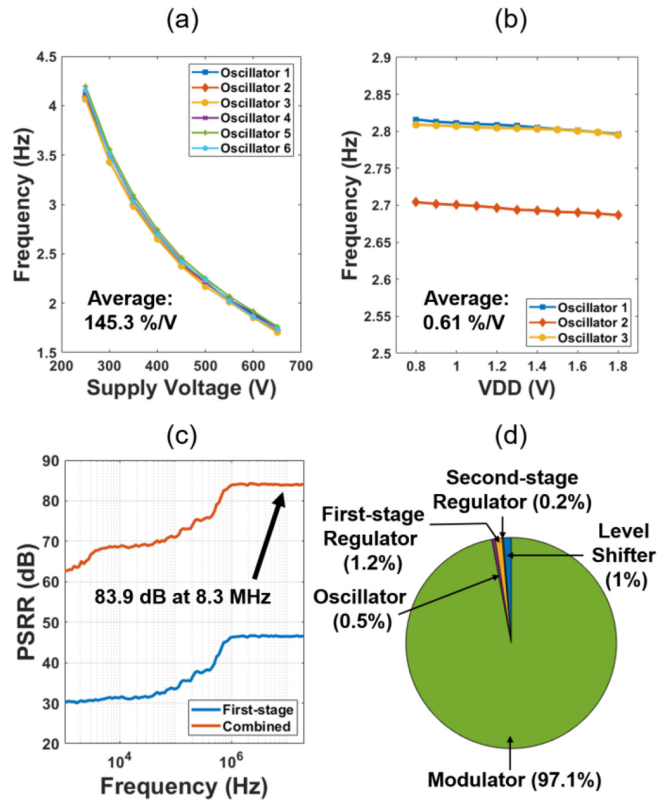 (a)
4.5
4
3.5
3
2.5
2
1.5
Frequency (Hz)
Oscillator 1
Oscillator 2
Oscillator 3
Oscillator 4
Oscillator 5
Oscillator 6
Average:
145.3 %/V
200 300 400 500 600 700
Supply Voltage (V)
(b)
2.9
2.85
2.8
2.75
2.7
2.65
2.6
2.55
2.5
Frequency (Hz)
Average:
0.61 %/V
Oscillator 1
Oscillator 2
Oscillator 3
0.8 1 1.2 1.4 1.6 1.8
VDD (V)
(c)
90
80
70
60
50
40
30
20
PSRR (dB)
83.9 dB at 8.3 MHz
First-stage
Combined
10⁴ 10⁶
Frequency (Hz)
(d)
Second-stage
Regulator (0.2%)
First-stage
Regulator
(1.2%)
Level
Shifter
(1%)
Oscillator
(0.5%)
Modulator (97.1%)